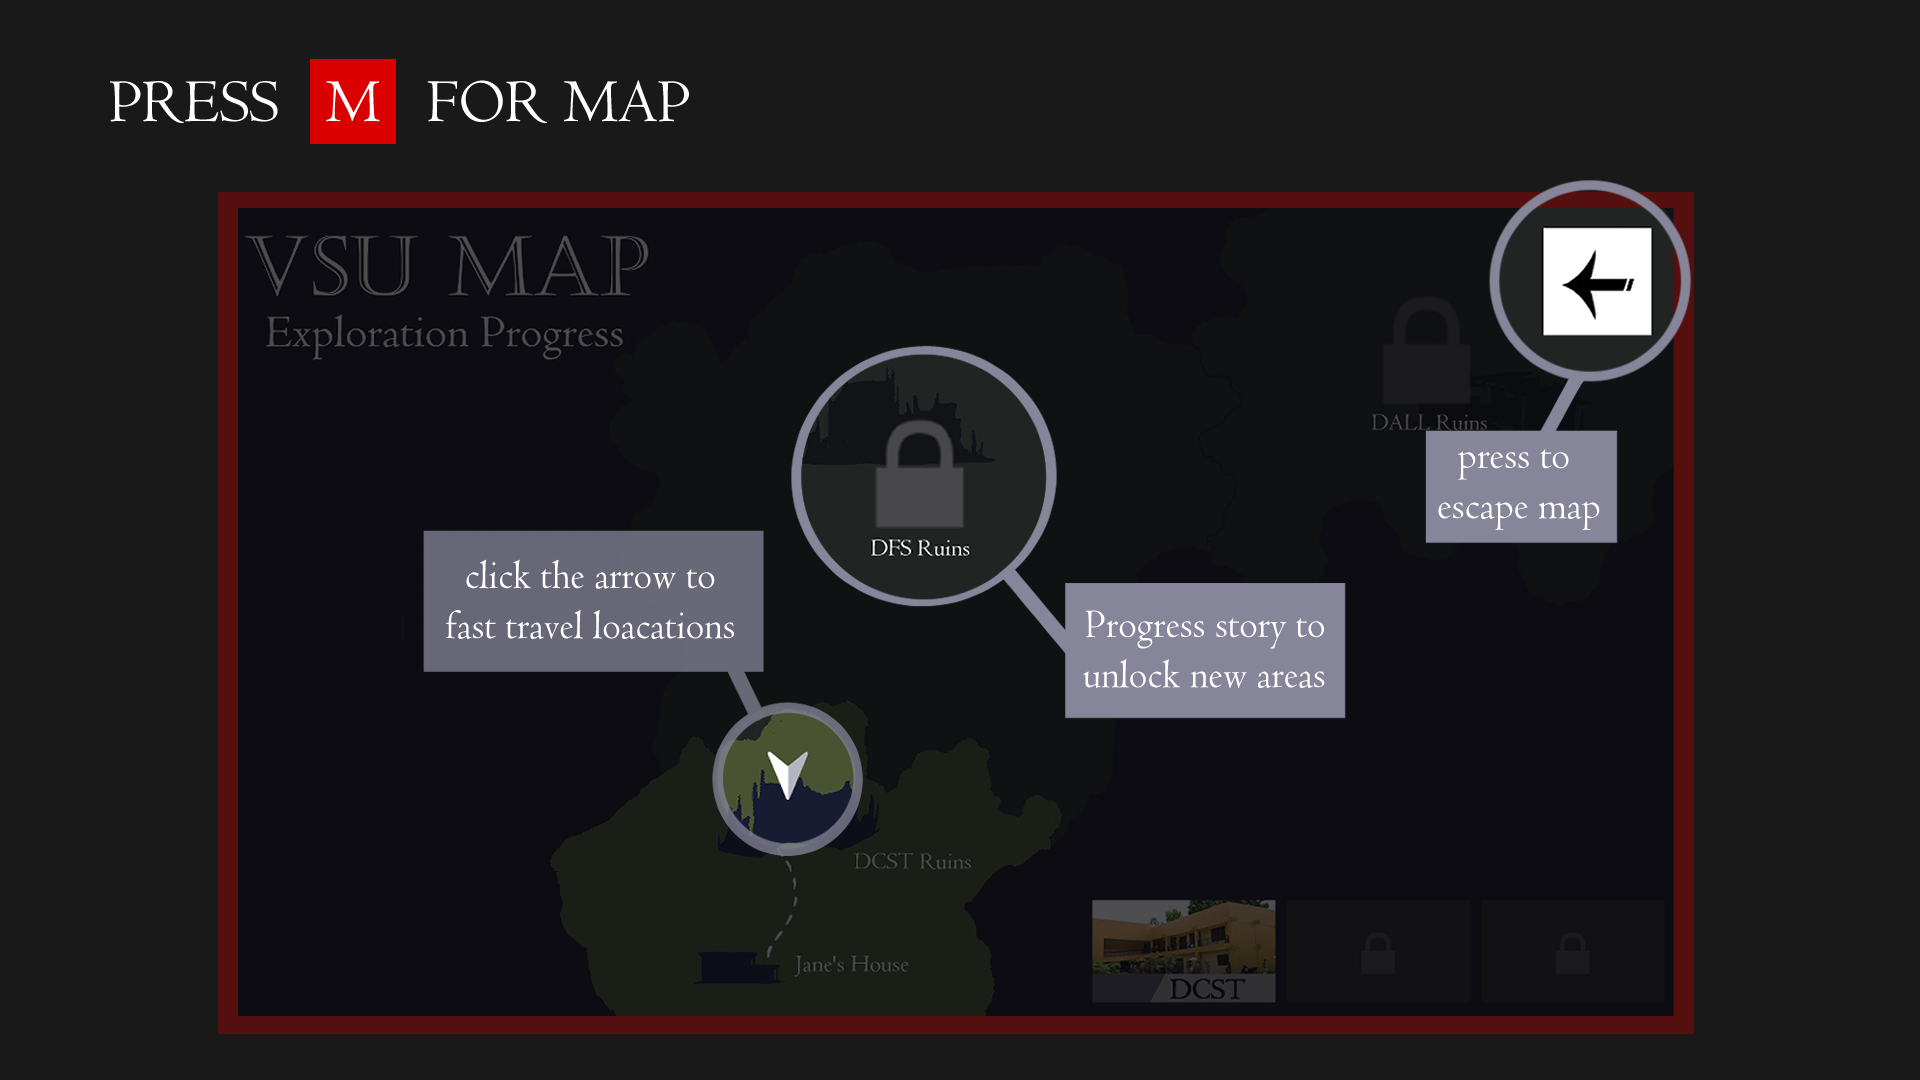 PRESS M FOR MAP
VSU MAP
Exploration Progress
DALL Ruins
press to
escape map
DFS Ruins
click the arrow to
fast travel loacations
Progress story to
unlock new areas
DCST Ruins
Jane's House
DCST